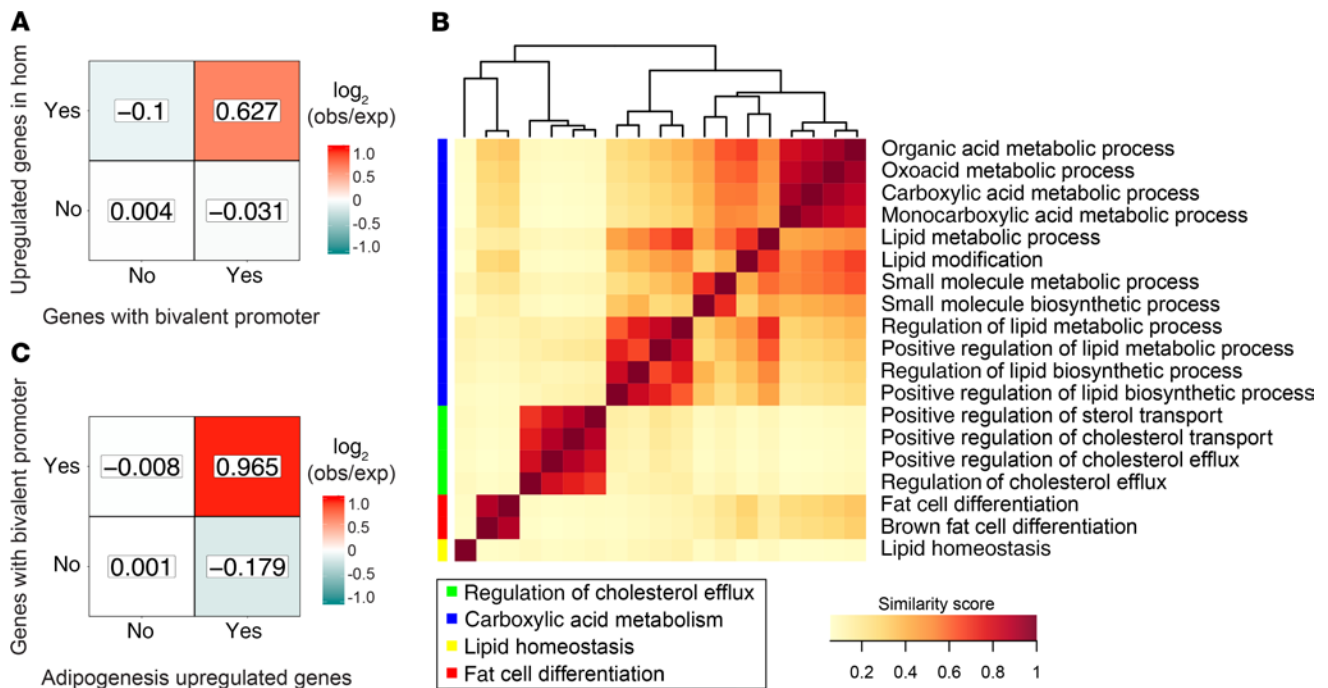 A
Upregulated genes in hom
Yes
No
−0.1
0.627
0.004
−0.031
No
Yes
Genes with bivalent promoter
log2
(obs/exp)
1.0
0.5
0
−0.5
−1.0
B
Organic acid metabolic process
Oxoacid metabolic process
Carboxylic acid metabolic process
Monocarboxylic acid metabolic process
Lipid metabolic process
Lipid modification
Small molecule metabolic process
Small molecule biosynthetic process
Regulation of lipid metabolic process
Positive regulation of lipid metabolic process
Regulation of lipid biosynthetic process
Positive regulation of lipid biosynthetic process
Positive regulation of sterol transport
Positive regulation of cholesterol transport
Positive regulation of cholesterol efflux
Regulation of cholesterol efflux
Fat cell differentiation
Brown fat cell differentiation
Lipid homeostasis
Regulation of cholesterol efflux
Carboxylic acid metabolism
Lipid homeostasis
Fat cell differentiation
Similarity score
0.2 0.4 0.6 0.8 1
C
Genes with bivalent promoter
Yes
No
−0.008
0.965
0.001
−0.179
No
Yes
Adipogenesis upregulated genes
log2
(obs/exp)
1.0
0.5
0
−0.5
−1.0